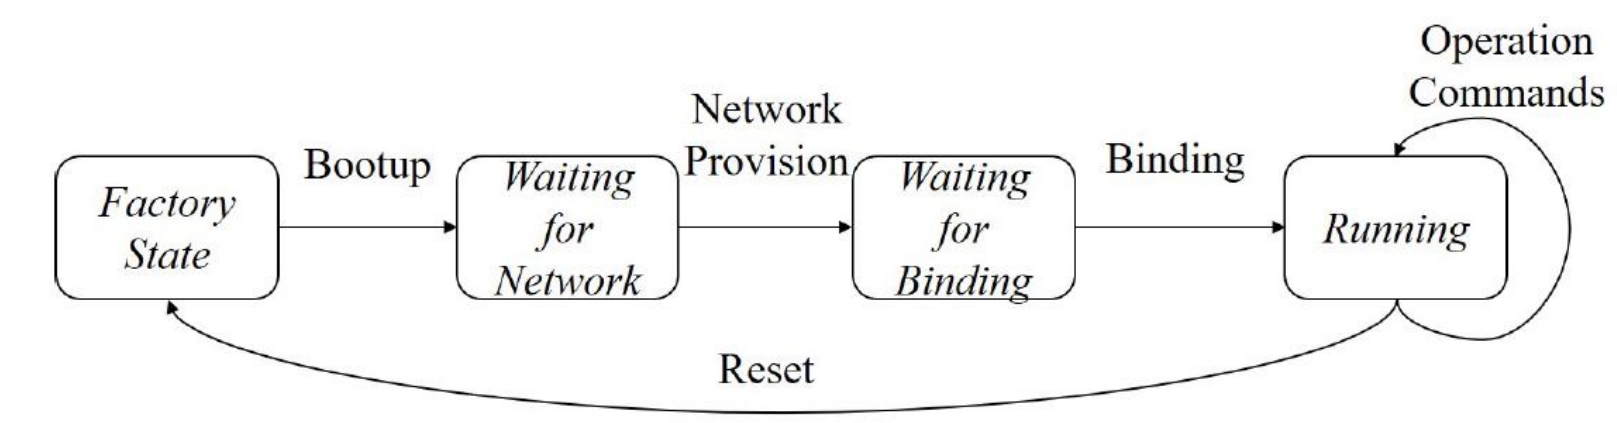 Operation
Commands
Network
Provision
Bootup
Binding
Factory
State
Waiting
for
Network
Waiting
for
Binding
Running
Reset